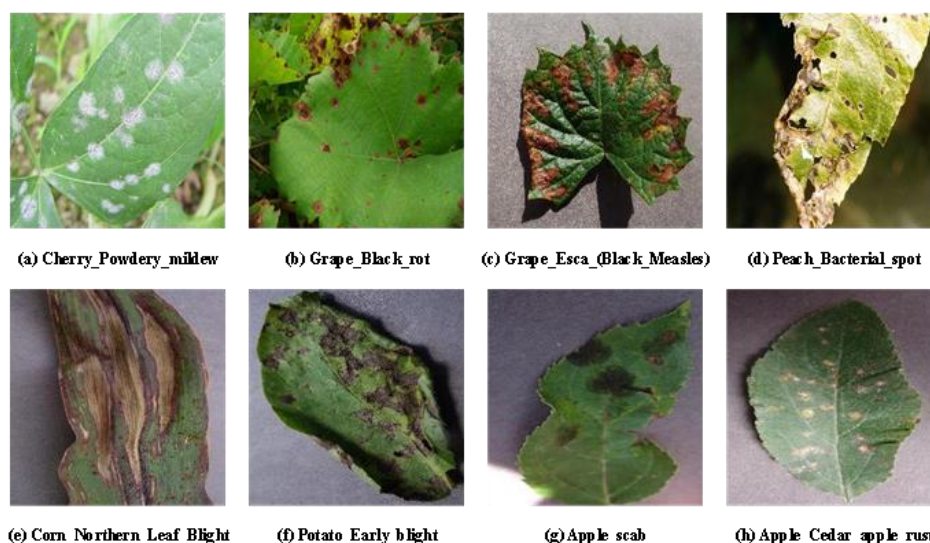 (a) Cherry_Powdery_mildew
(b) Grape_Black_rot
(c) Grape_Esca_(Black_Measles)
(d) Peach_Bacterial_spot
(e) Corn Northern Leaf Blight
(f) Potato Early blight
(g) Apple scab
(h) Apple Cedar apple rust